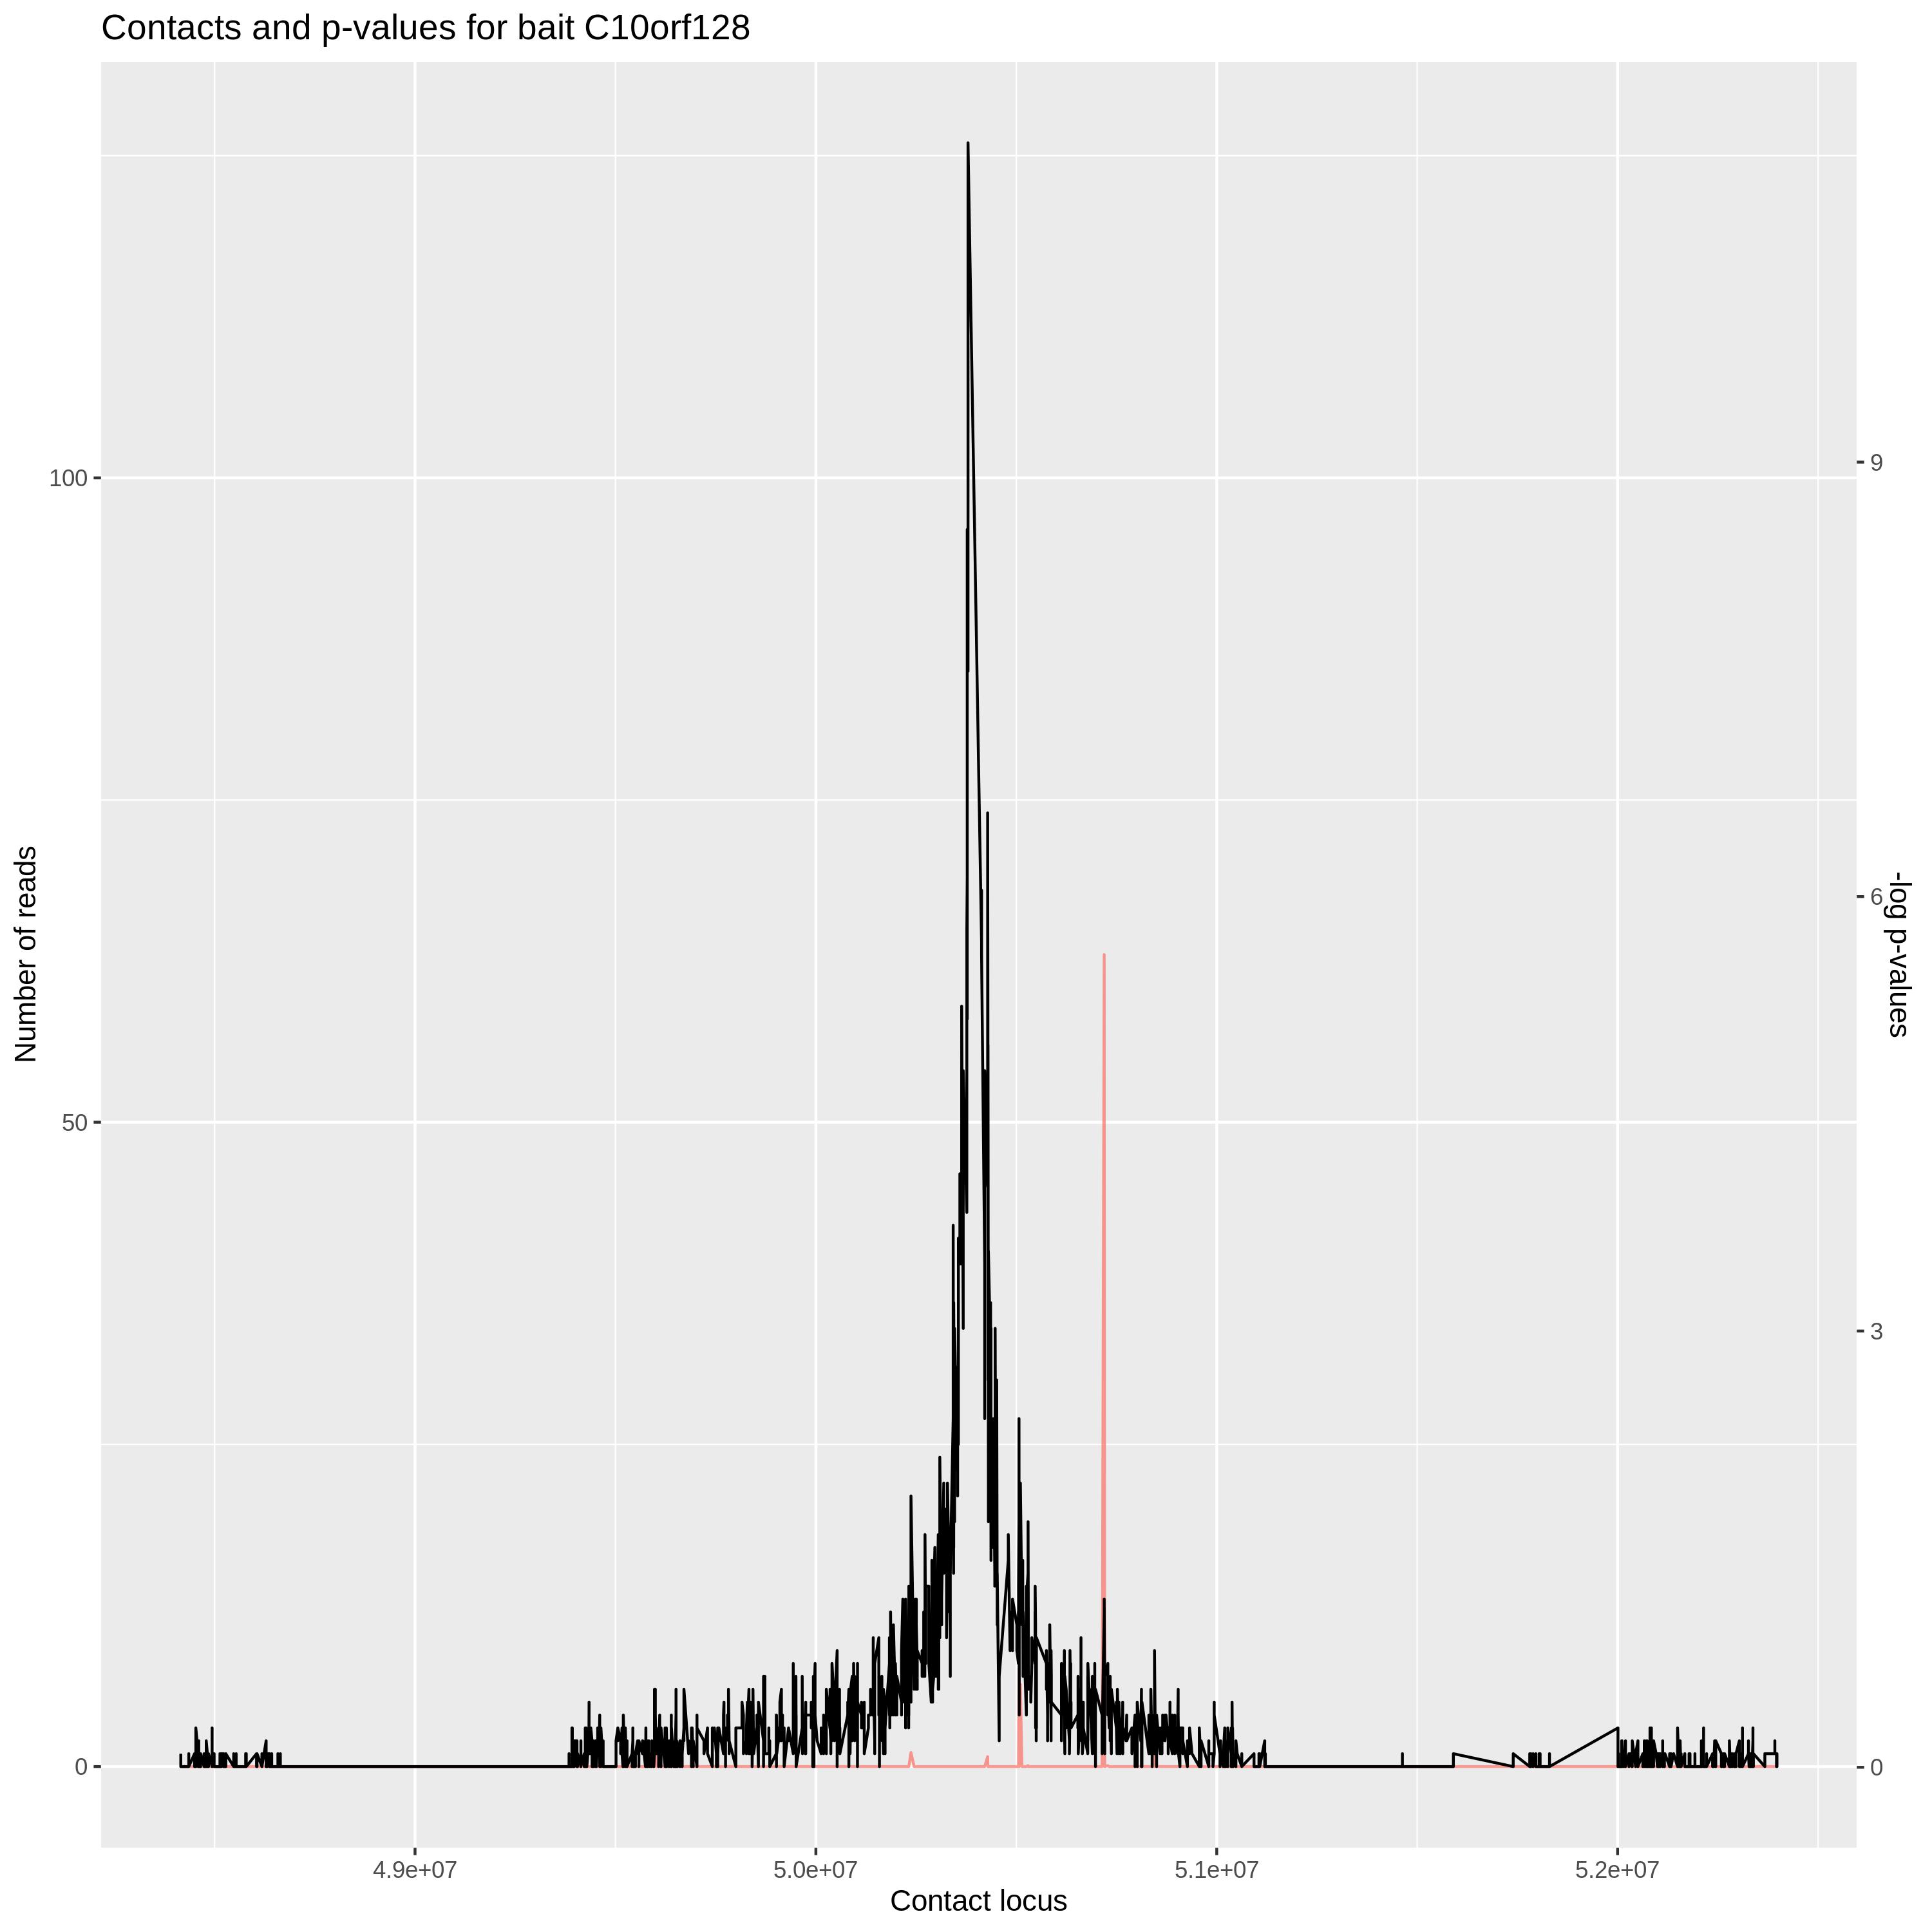 Contacts and p-values for bait C10orf128
Number of reads
100
50
0
9
6
3
0
-log p-values
4.9e+07
5.0e+07
5.1e+07
5.2e+07
Contact locus